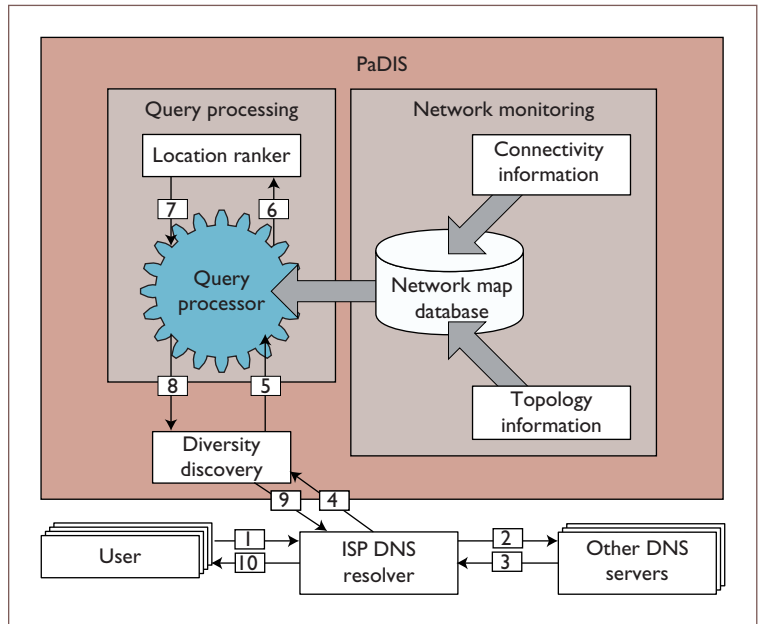 PaDIS
Query processing
Network monitoring
Location ranker
Connectivity
information
7
6
Query
processor
Network map
database
8
5
Topology
information
Diversity
discovery
9
4
User
1
10
ISP DNS
resolver
2
3
Other DNS
servers